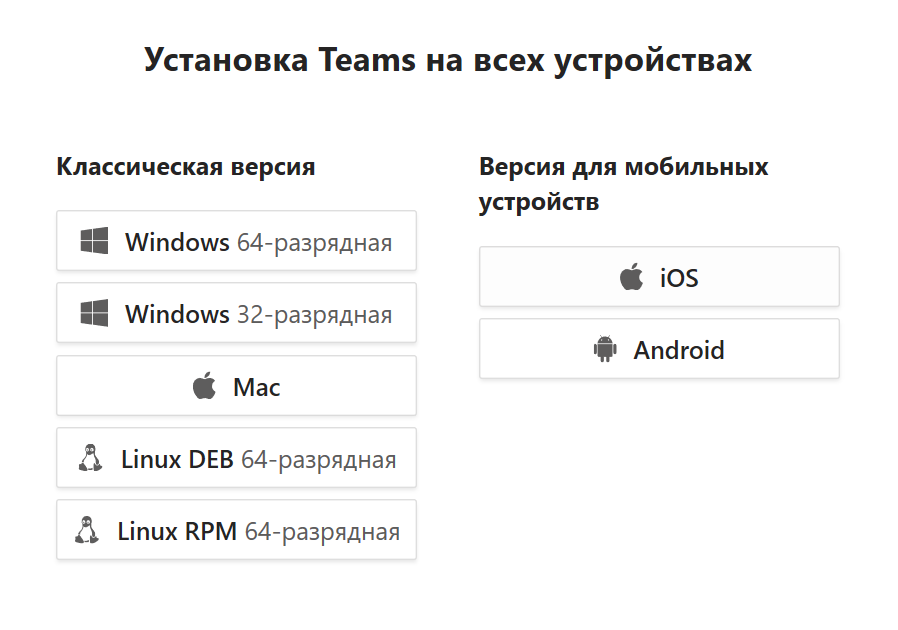 Установка Teams на всех устройствах
Классическая версия
Windows 64-разрядная
Windows 32-разрядная
Mac
Linux DEB 64-разрядная
Linux RPM 64-разрядная
Версия для мобильных
устройств
iOS
Android